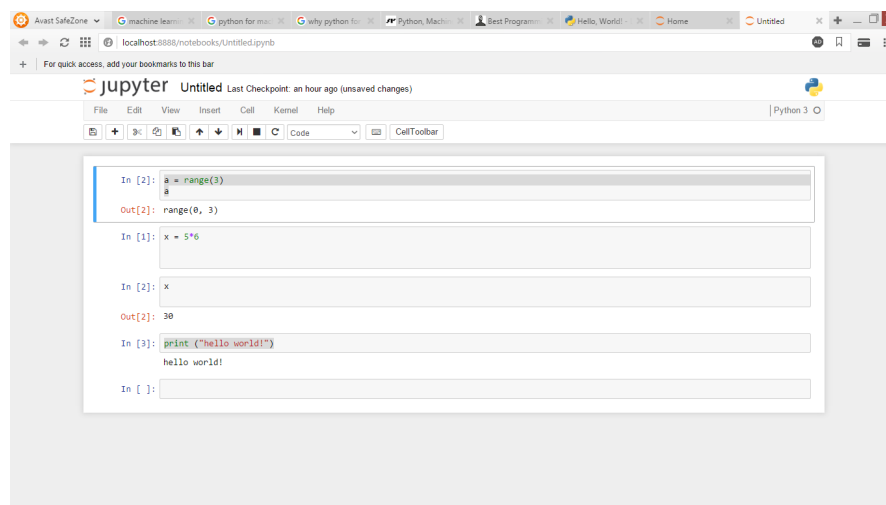 Avast SafeZone
machine learni
python for mac
why python for
Python, Machin
Best Programm
Hello, World! -
Home
Untitled
localhost:8888/notebooks/Untitled.ipynb
AD
For quick access, add your bookmarks to this bar
jupyter Untitled Last Checkpoint: an hour ago (unsaved changes)
File Edit View Insert Cell Kernel Help
Python 3
Code CellToolbar
In [2]: a = range(3)
a
Out[2]: range(0, 3)
In [1]: x = 5*6
In [2]: x
Out[2]: 30
In [3]: print ("hello world!")
hello world!
In [ ]: